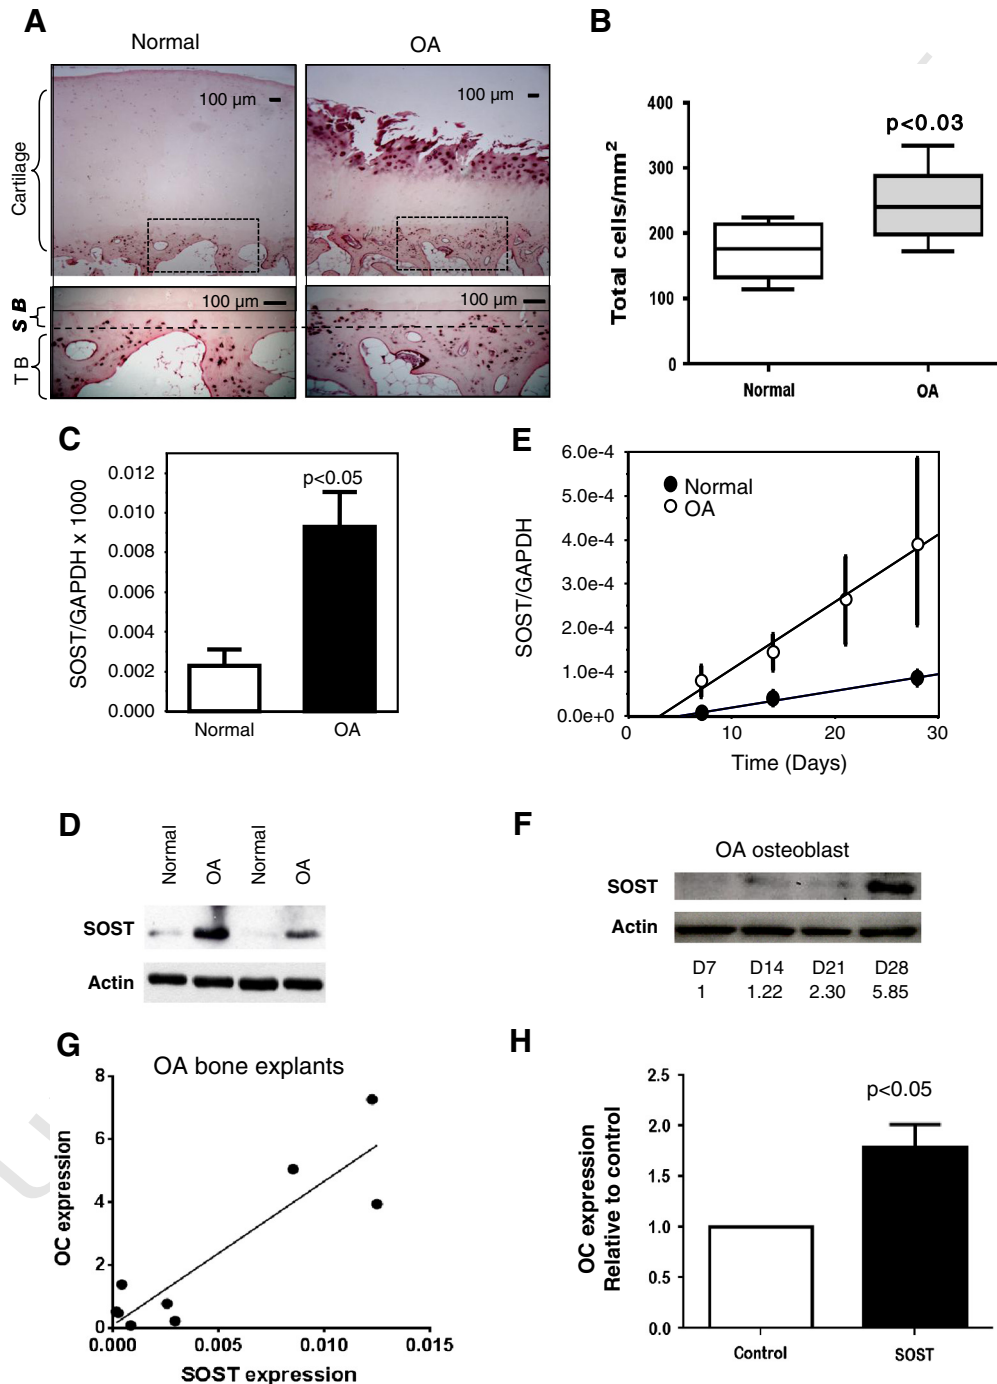 A
Normal
OA
100 µm
100 µm
Cartilage
100 µm
100 µm
S B
T B
B
400
300
200
100
0
Total cells/mm²
p<0.03
Normal
OA
C
0.012
0.010
0.008
0.006
0.004
0.002
0.000
SOST/GAPDH x 1000
p<0.05
Normal
OA
E
6.0e-4
5.0e-4
4.0e-4
3.0e-4
2.0e-4
1.0e-4
0.0e+0
SOST/GAPDH
Normal
OA
0
10
20
30
Time (Days)
D
Normal
OA
Normal
OA
SOST
Actin
F
OA osteoblast
SOST
Actin
D7 D14 D21 D28
1 1.22 2.30 5.85
G
OA bone explants
8
6
4
2
0
OC expression
0.000
0.005
0.010
0.015
SOST expression
H
2.5
2.0
1.5
1.0
0.5
0.0
OC expression
Relative to control
p<0.05
Control
SOST